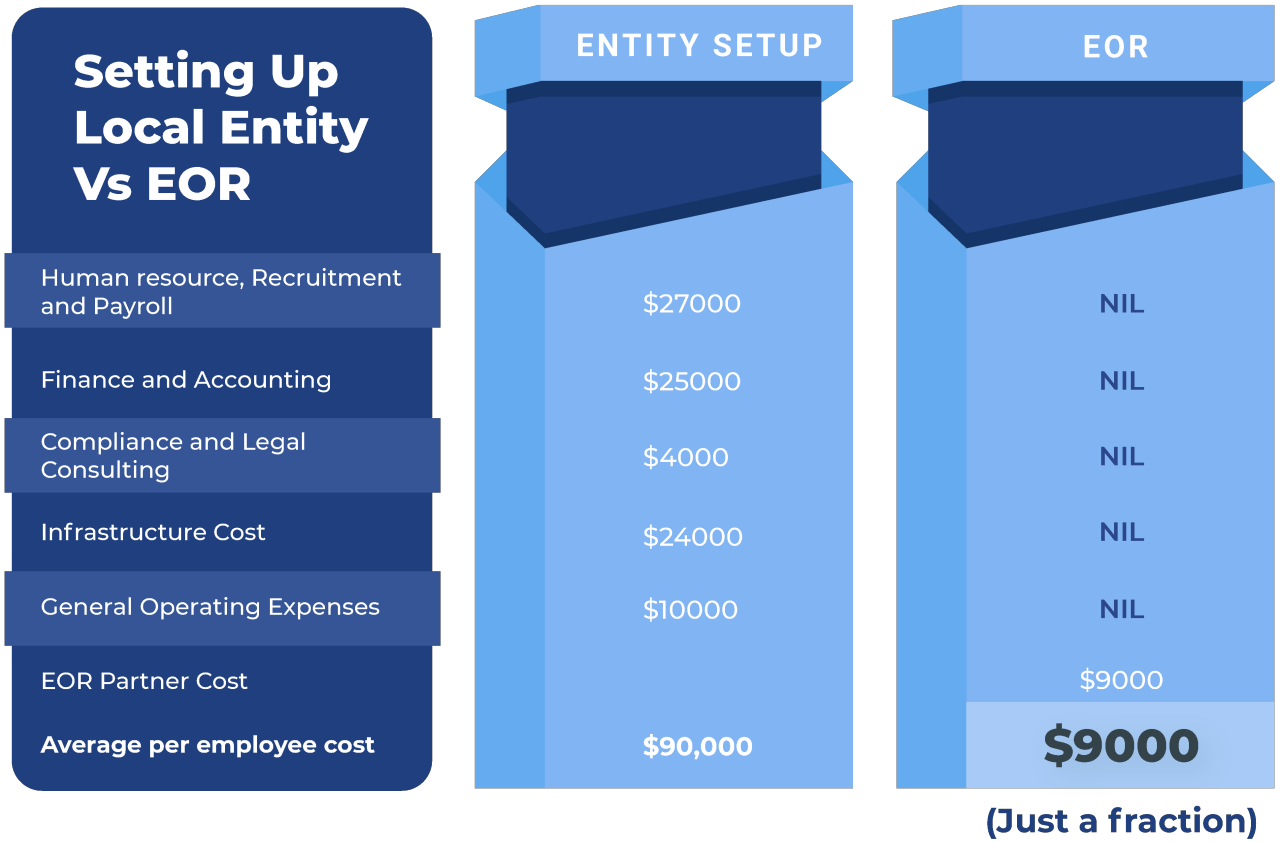 Setting Up
Local Entity
Vs EOR
ENTITY SETUP
EOR
Human resource, Recruitment
and Payroll
$27000
NIL
Finance and Accounting
$25000
NIL
Compliance and Legal
Consulting
$4000
NIL
Infrastructure Cost
$24000
NIL
General Operating Expenses
$10000
NIL
EOR Partner Cost
$9000
Average per employee cost
$90,000
$9000
(Just a fraction)